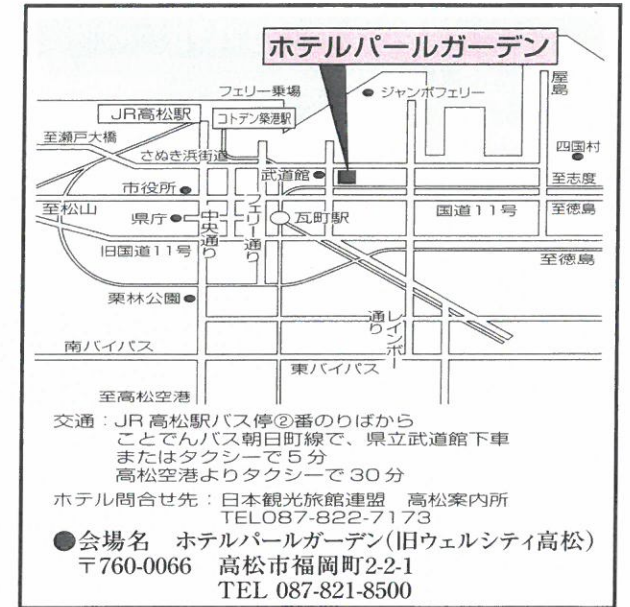 ホテルパールガーデン
フェリー乗場
ジャンボフェリー
屋島
JR高松駅
コトデン築港駅
至瀬戸大橋
さぬき浜街道
四国村
武道館
市役所
至志度
至松山
県庁
中央通り
フェリー通り
瓦町駅
国道11号
至徳島
旧国道11号
至徳島
栗林公園
レインボー通り
南バイパス
東バイパス
至高松空港
交通：JR高松駅バス停②番のりばから
ことでんバス朝日町線で、県立武道館下車
またはタクシーで5分
高松空港よりタクシーで30分
ホテル問合せ先：日本観光旅館連盟　高松案内所
TEL087-822-7173
●会場名　ホテルパールガーデン(旧ウェルシティ高松)
〒760-0066　高松市福岡町2-2-1
TEL 087-821-8500